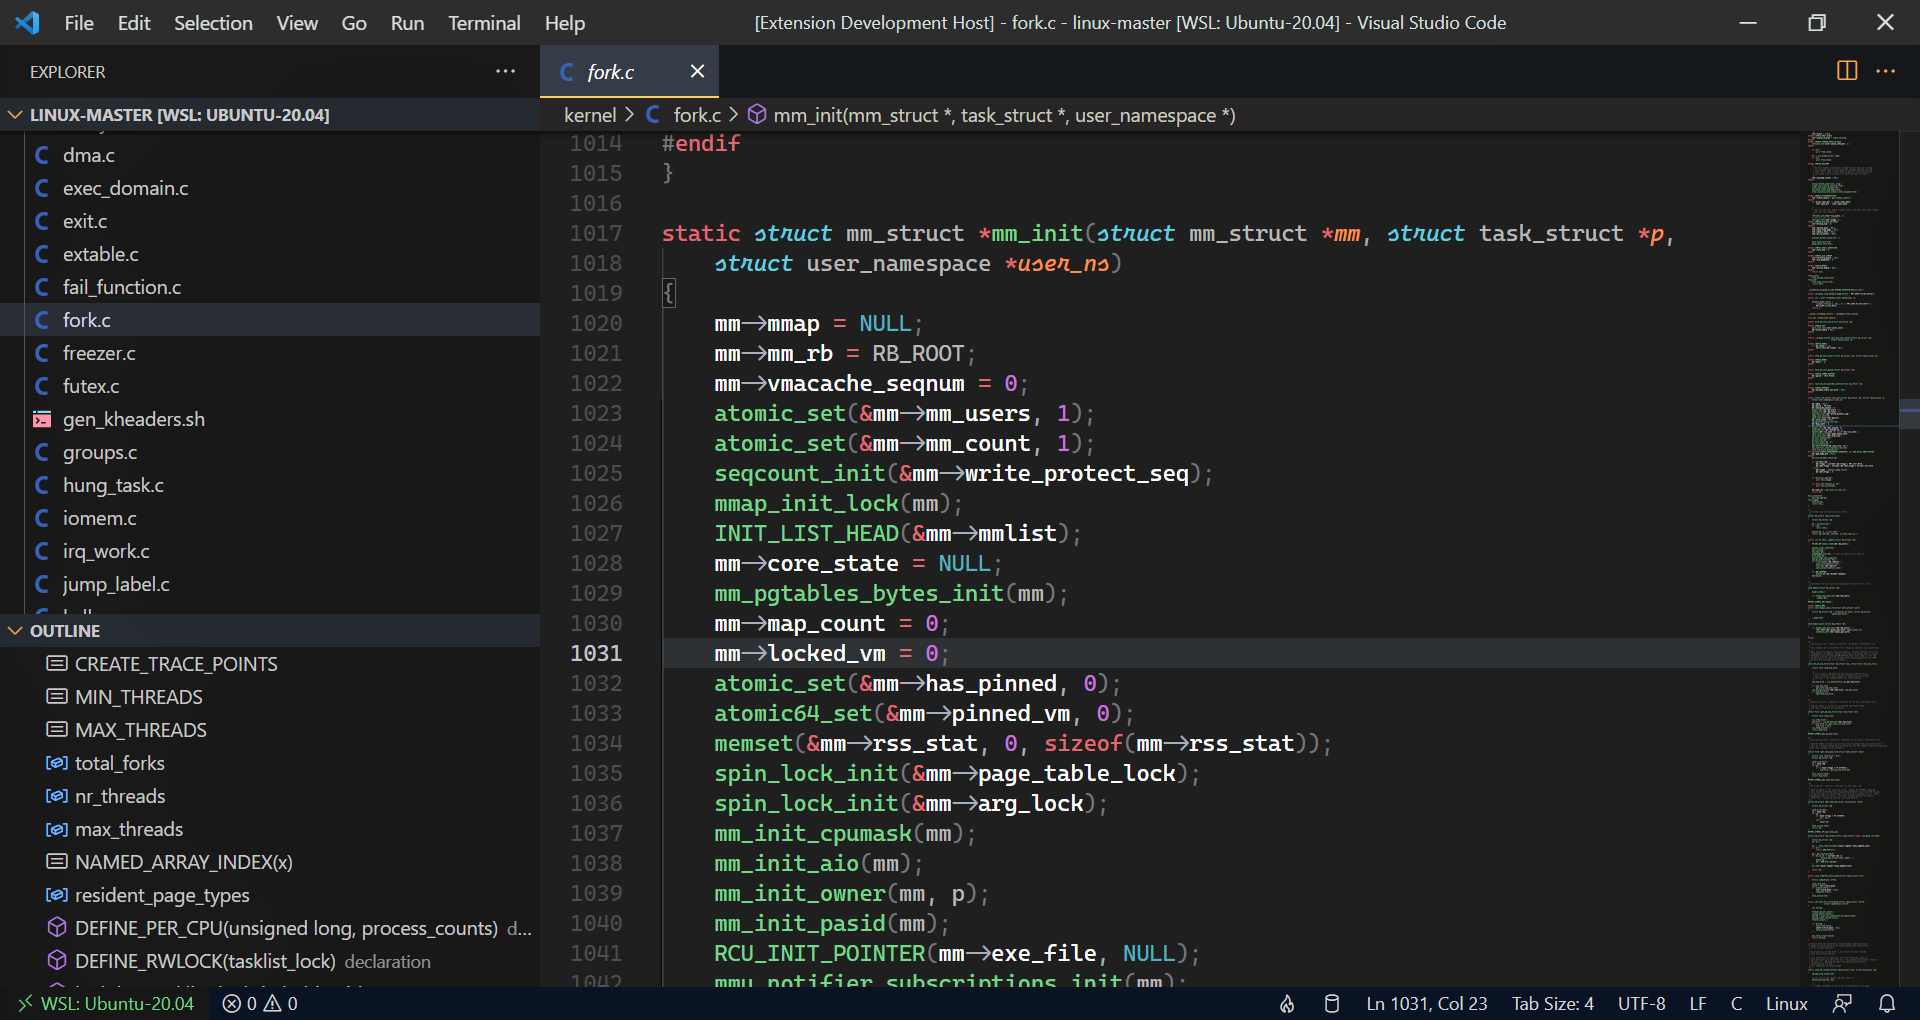 File Edit Selection View Go Run Terminal Help
[Extension Development Host] - fork.c - linux-master [WSL: Ubuntu-20.04] - Visual Studio Code
EXPLORER
LINUX-MASTER [WSL: UBUNTU-20.04]
C dma.c
C exec_domain.c
C exit.c
C extable.c
C fail_function.c
C fork.c
C freezer.c
C futex.c
gen_kheaders.sh
C groups.c
C hung_task.c
C iomem.c
C irq_work.c
C jump_label.c
OUTLINE
CREATE_TRACE_POINTS
MIN_THREADS
MAX_THREADS
total_forks
nr_threads
max_threads
NAMED_ARRAY_INDEX(x)
resident_page_types
DEFINE_PER_CPU(unsigned long, process_counts) d...
DEFINE_RWLOCK(tasklist_lock) declaration
C fork.c
kernel > C fork.c > mm_init(mm_struct *, task_struct *, user_namespace *)
1014 #endif
1015 }
1016
1017 static struct mm_struct *mm_init(struct mm_struct *mm, struct task_struct *p,
1018 struct user_namespace *user_ns)
1019 {
1020 mm->mmap = NULL;
1021 mm->mm_rb = RB_ROOT;
1022 mm->vmacache_seqnum = 0;
1023 atomic_set(&mm->mm_users, 1);
1024 atomic_set(&mm->mm_count, 1);
1025 seqcount_init(&mm->write_protect_seq);
1026 mmap_init_lock(mm);
1027 INIT_LIST_HEAD(&mm->mmlist);
1028 mm->core_state = NULL;
1029 mm_pgtables_bytes_init(mm);
1030 mm->map_count = 0;
1031 mm->locked_vm = 0;
1032 atomic_set(&mm->has_pinned, 0);
1033 atomic64_set(&mm->pinned_vm, 0);
1034 memset(&mm->rss_stat, 0, sizeof(mm->rss_stat));
1035 spin_lock_init(&mm->page_table_lock);
1036 spin_lock_init(&mm->arg_lock);
1037 mm_init_cpumask(mm);
1038 mm_init_aio(mm);
1039 mm_init_owner(mm, p);
1040 mm_init_pasid(mm);
1041 RCU_INIT_POINTER(mm->exe_file, NULL);
1042 mmu_notifier_subscriptions_init(mm);
WSL: Ubuntu-20.04 0 0
Ln 1031, Col 23 Tab Size: 4 UTF-8 LF C Linux